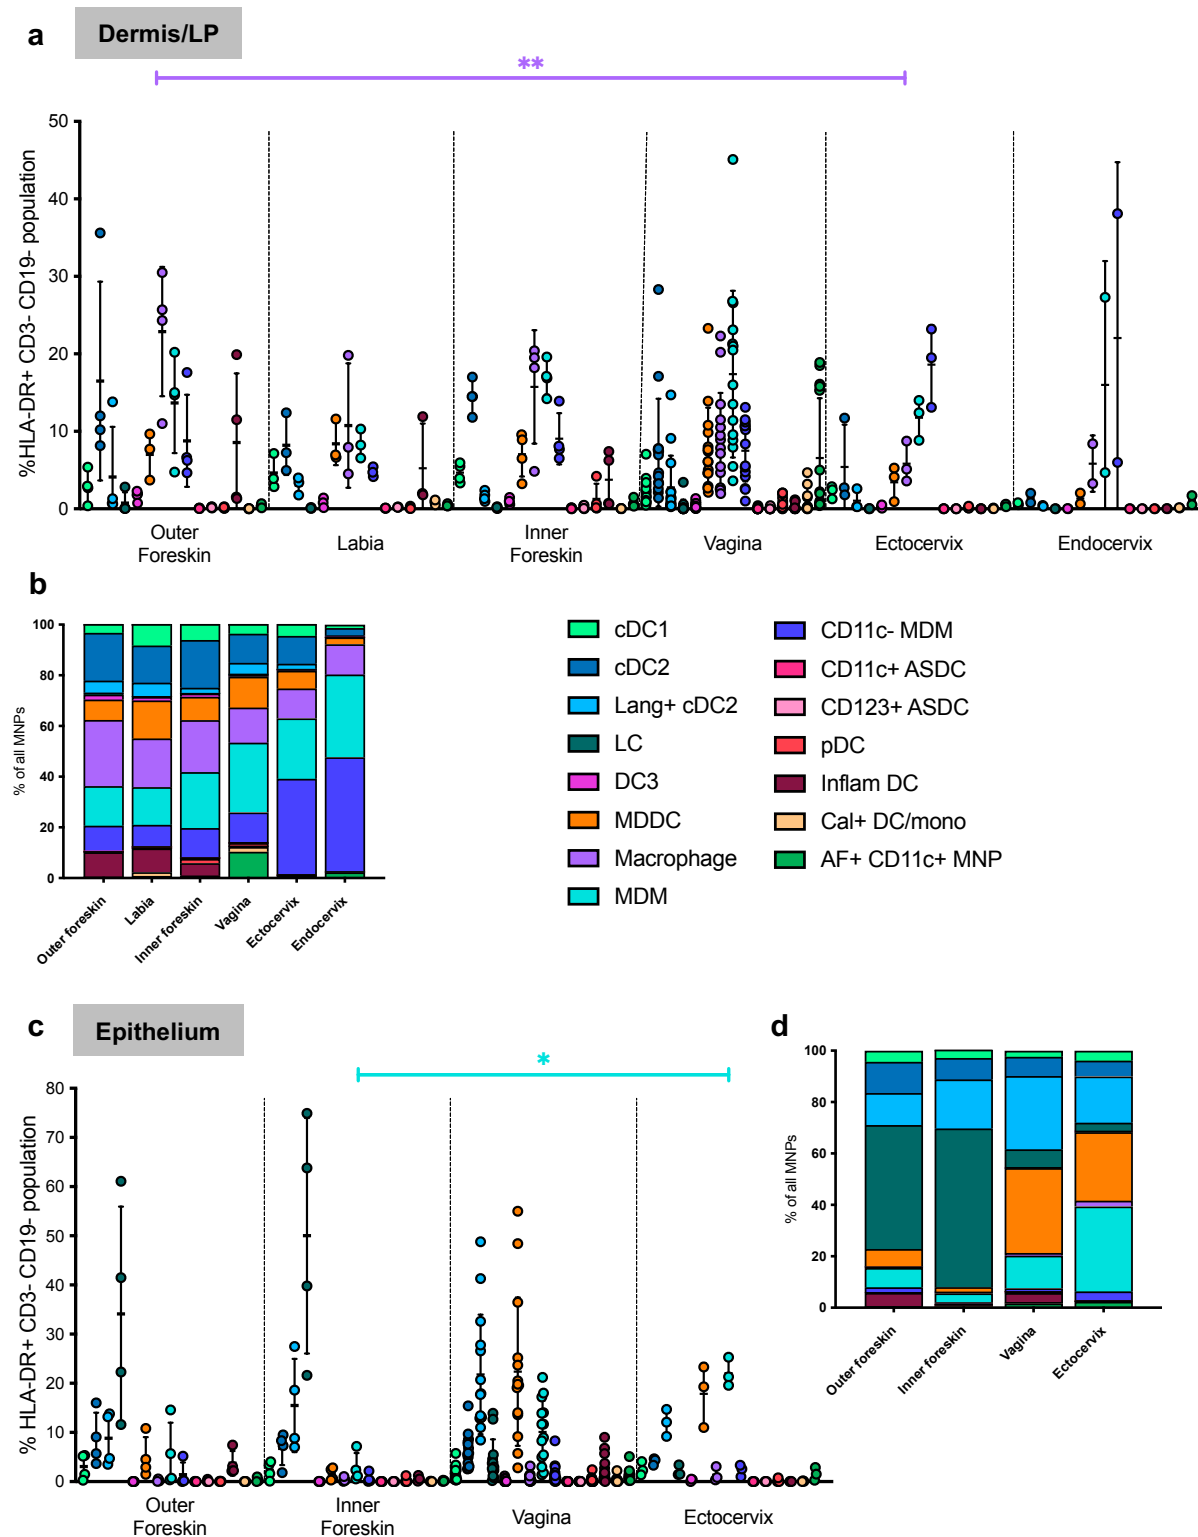 a
Dermis/LP
**
%HLA-DR+ CD3- CD19- population
50
40
30
20
10
0
Outer
Foreskin
Labia
Inner
Foreskin
Vagina
Ectocervix
Endocervix
b
% of all MNPs
100
80
60
40
20
0
Outer foreskin
Labia
Inner foreskin
Vagina
Ectocervix
Endocervix
cDC1
cDC2
Lang+ cDC2
LC
DC3
MDDC
Macrophage
MDM
CD11c- MDM
CD11c+ ASDC
CD123+ ASDC
pDC
Inflam DC
Cal+ DC/mono
AF+ CD11c+ MNP
c
Epithelium
*
% HLA-DR+ CD3- CD19- population
80
70
60
50
40
30
20
10
0
Outer
Foreskin
Inner
Foreskin
Vagina
Ectocervix
d
% of all MNPs
100
80
60
40
20
0
Outer foreskin
Inner foreskin
Vagina
Ectocervix